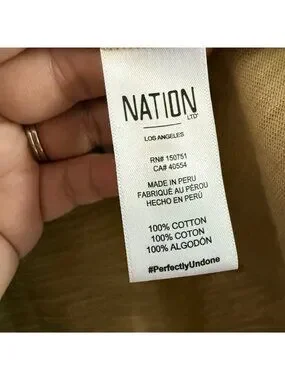 NATION
LTD
LOS ANGELES
RN# 150751
CA# 40554
MADE IN PERU
FABRIQUÉ AU PÉROU
HECHO EN PERÚ
100% COTTON
100% COTON
100% ALGODÓN
#PerfectlyUndone